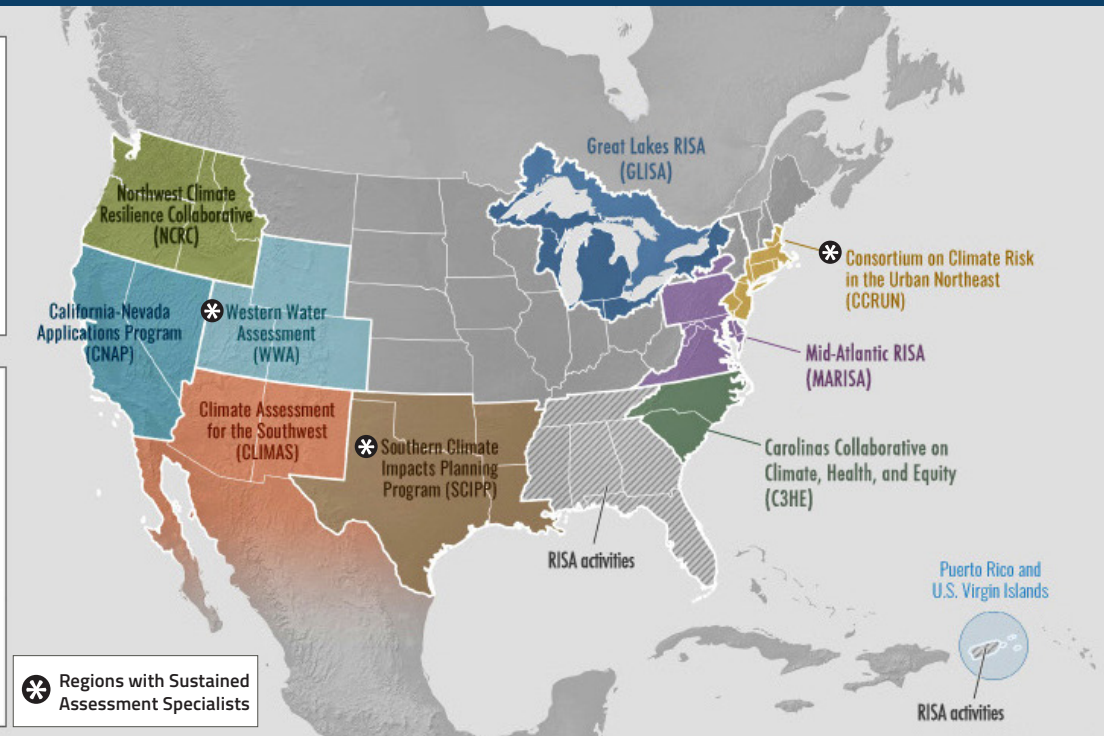 Great Lakes RISA
(GLISA)
Northwest Climate
Resilience Collaborative
(NCRC)
Consortium on Climate Risk
in the Urban Northeast
(CCRUN)
California-Nevada
Applications Program
(CNAP)
Western Water
Assessment
(WWA)
Mid-Atlantic RISA
(MARISA)
Climate Assessment
for the Southwest
(CLIMAS)
Southern Climate
Impacts Planning
Program (SCIPP)
Carolinas Collaborative on
Climate, Health, and Equity
(C3HE)
RISA activities
Puerto Rico and
U.S. Virgin Islands
RISA activities
Regions with Sustained
Assessment Specialists